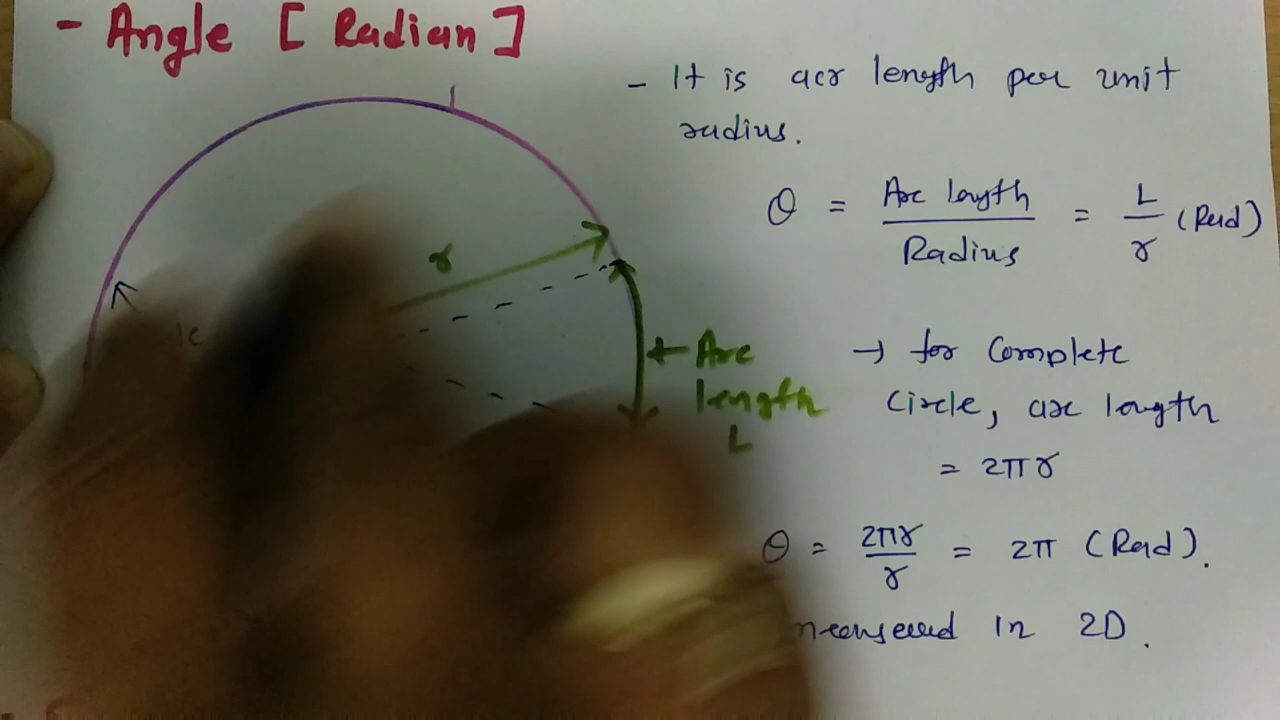 - Angle [ Radian ]
- It is acr length per unit
radius.
θ = Arc length / Radius = L / r (Rad)
r
← Arc
length
L
→ for Complete
Circle, arc length
= 2πr
θ = 2πr / r = 2π (Rad).
measured in 2D.